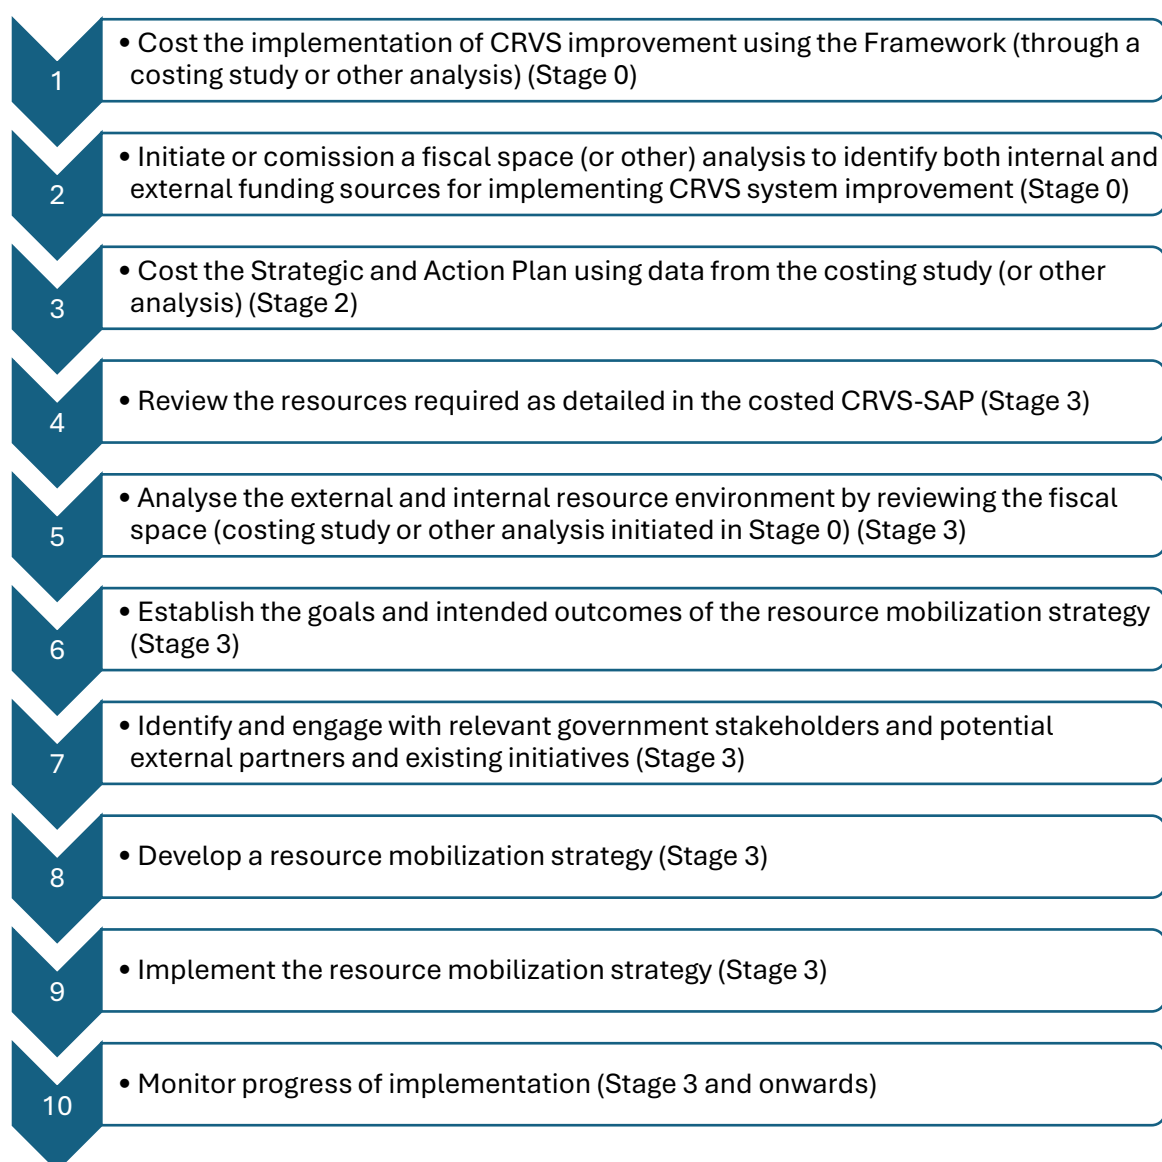 1
• Cost the implementation of CRVS improvement using the Framework (through a
costing study or other analysis) (Stage 0)
2
• Initiate or comission a fiscal space (or other) analysis to identify both internal and
external funding sources for implementing CRVS system improvement (Stage 0)
3
• Cost the Strategic and Action Plan using data from the costing study (or other
analysis) (Stage 2)
4
• Review the resources required as detailed in the costed CRVS-SAP (Stage 3)
5
• Analyse the external and internal resource environment by reviewing the fiscal
space (costing study or other analysis initiated in Stage 0) (Stage 3)
6
• Establish the goals and intended outcomes of the resource mobilization strategy
(Stage 3)
7
• Identify and engage with relevant government stakeholders and potential
external partners and existing initiatives (Stage 3)
8
• Develop a resource mobilization strategy (Stage 3)
9
• Implement the resource mobilization strategy (Stage 3)
10
• Monitor progress of implementation (Stage 3 and onwards)